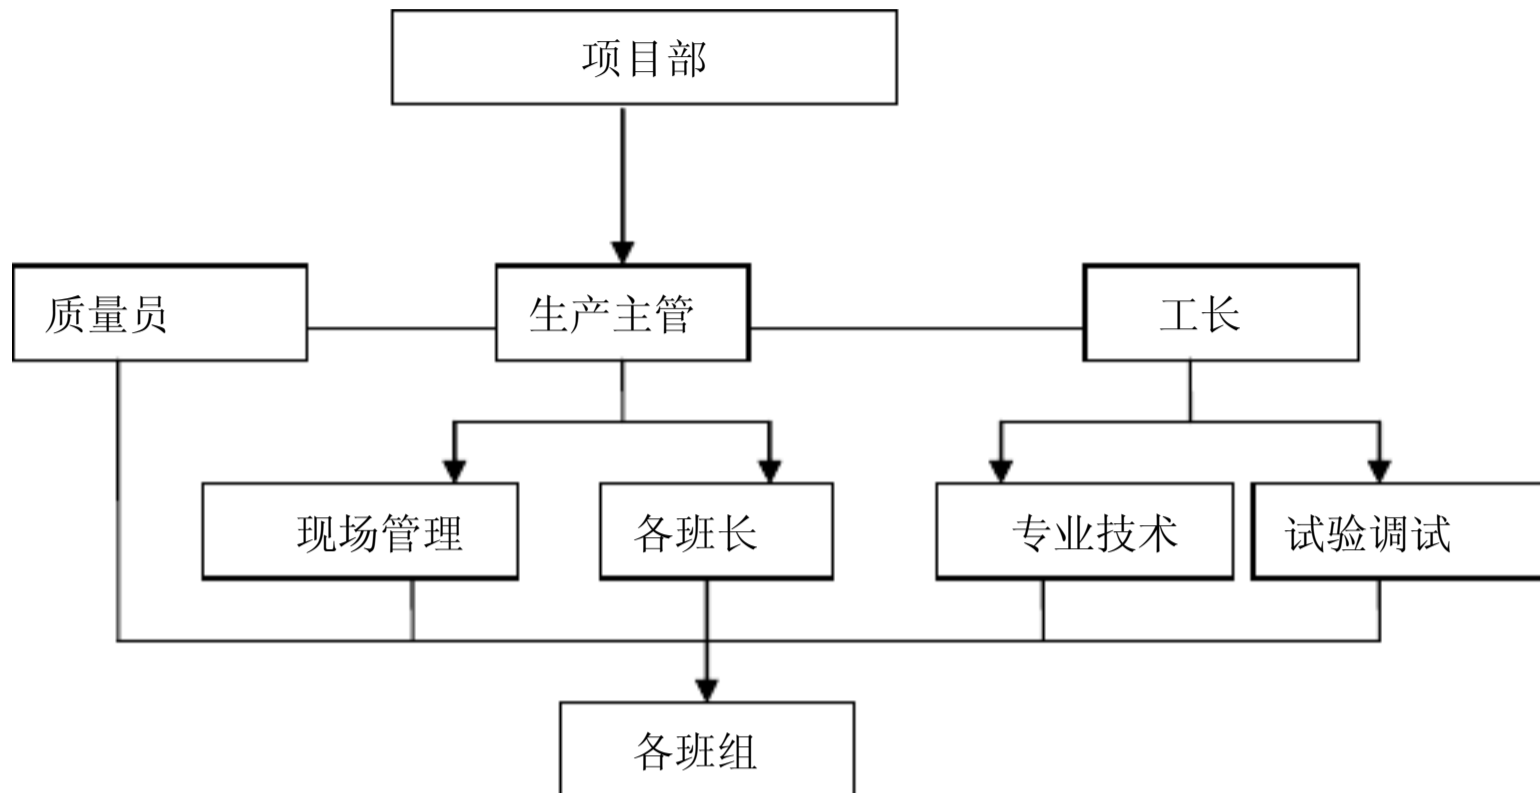 项目部
质量员
生产主管
工长
现场管理
各班长
专业技术
试验调试
各班组